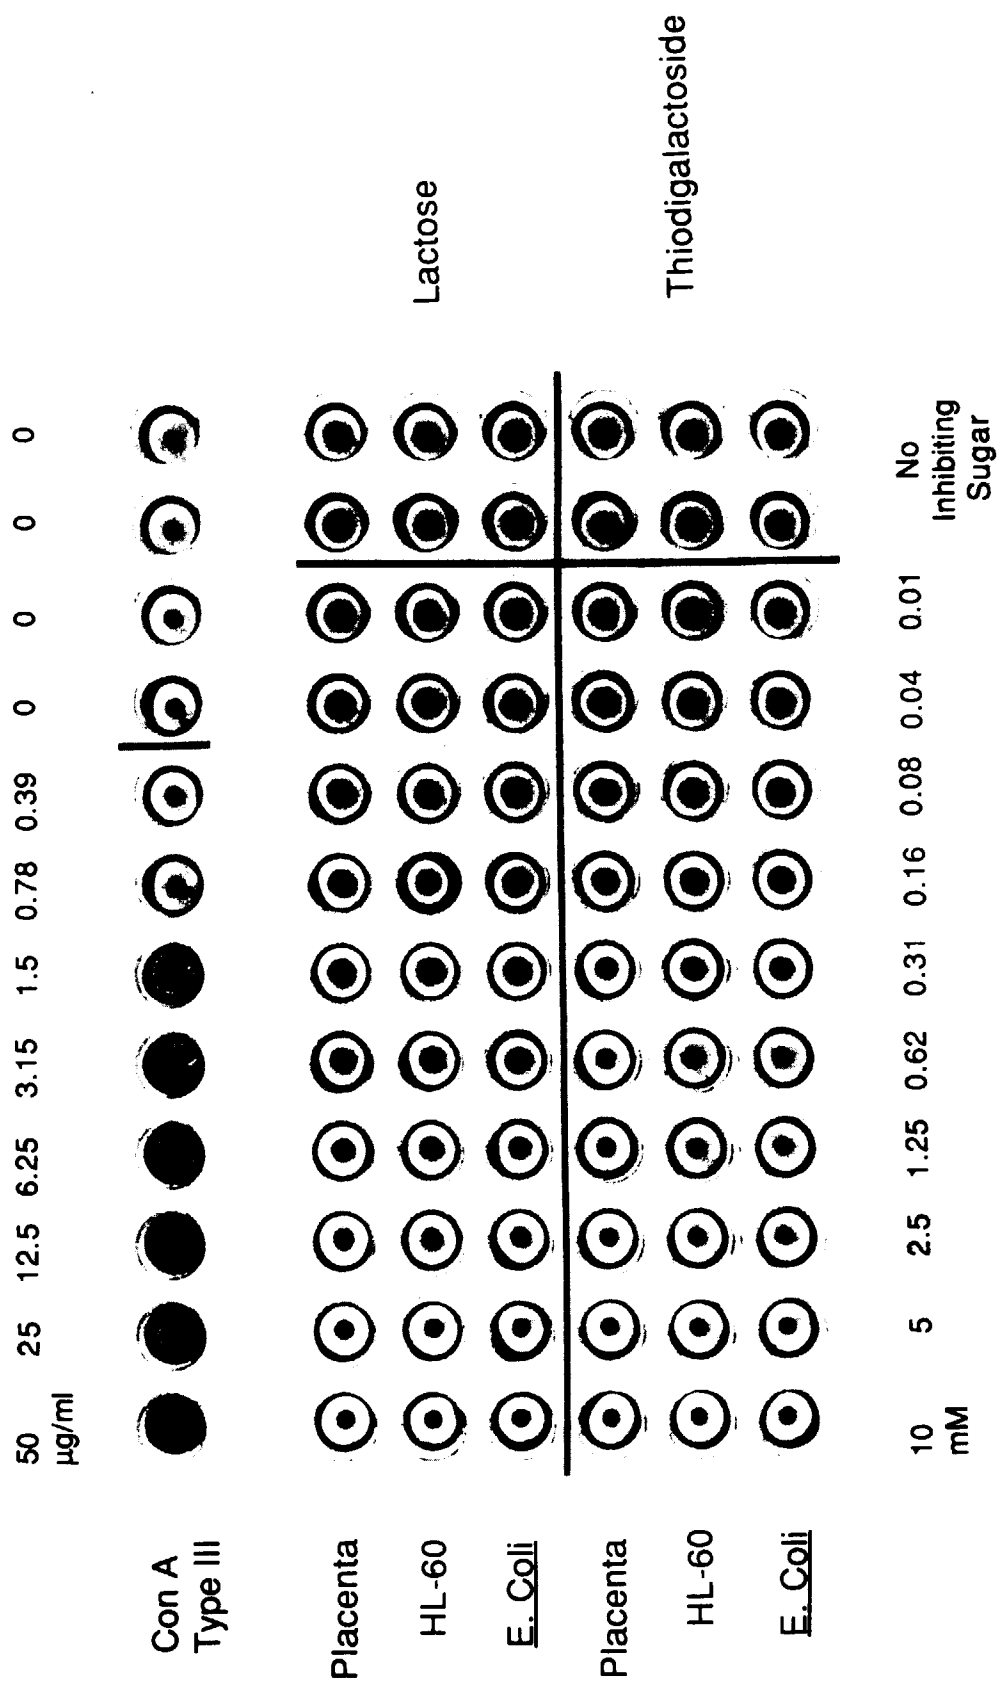 50 25 12.5 6.25 3.15 1.5 0.78 0.39 0 0 0 0
µg/ml
Con A
Type III
Placenta
HL-60
Lactose
E. Coli
Placenta
HL-60
Thiodigalactoside
E. Coli
10 5 2.5 1.25 0.62 0.31 0.16 0.08 0.04 0.01 No
mM Inhibiting
Sugar